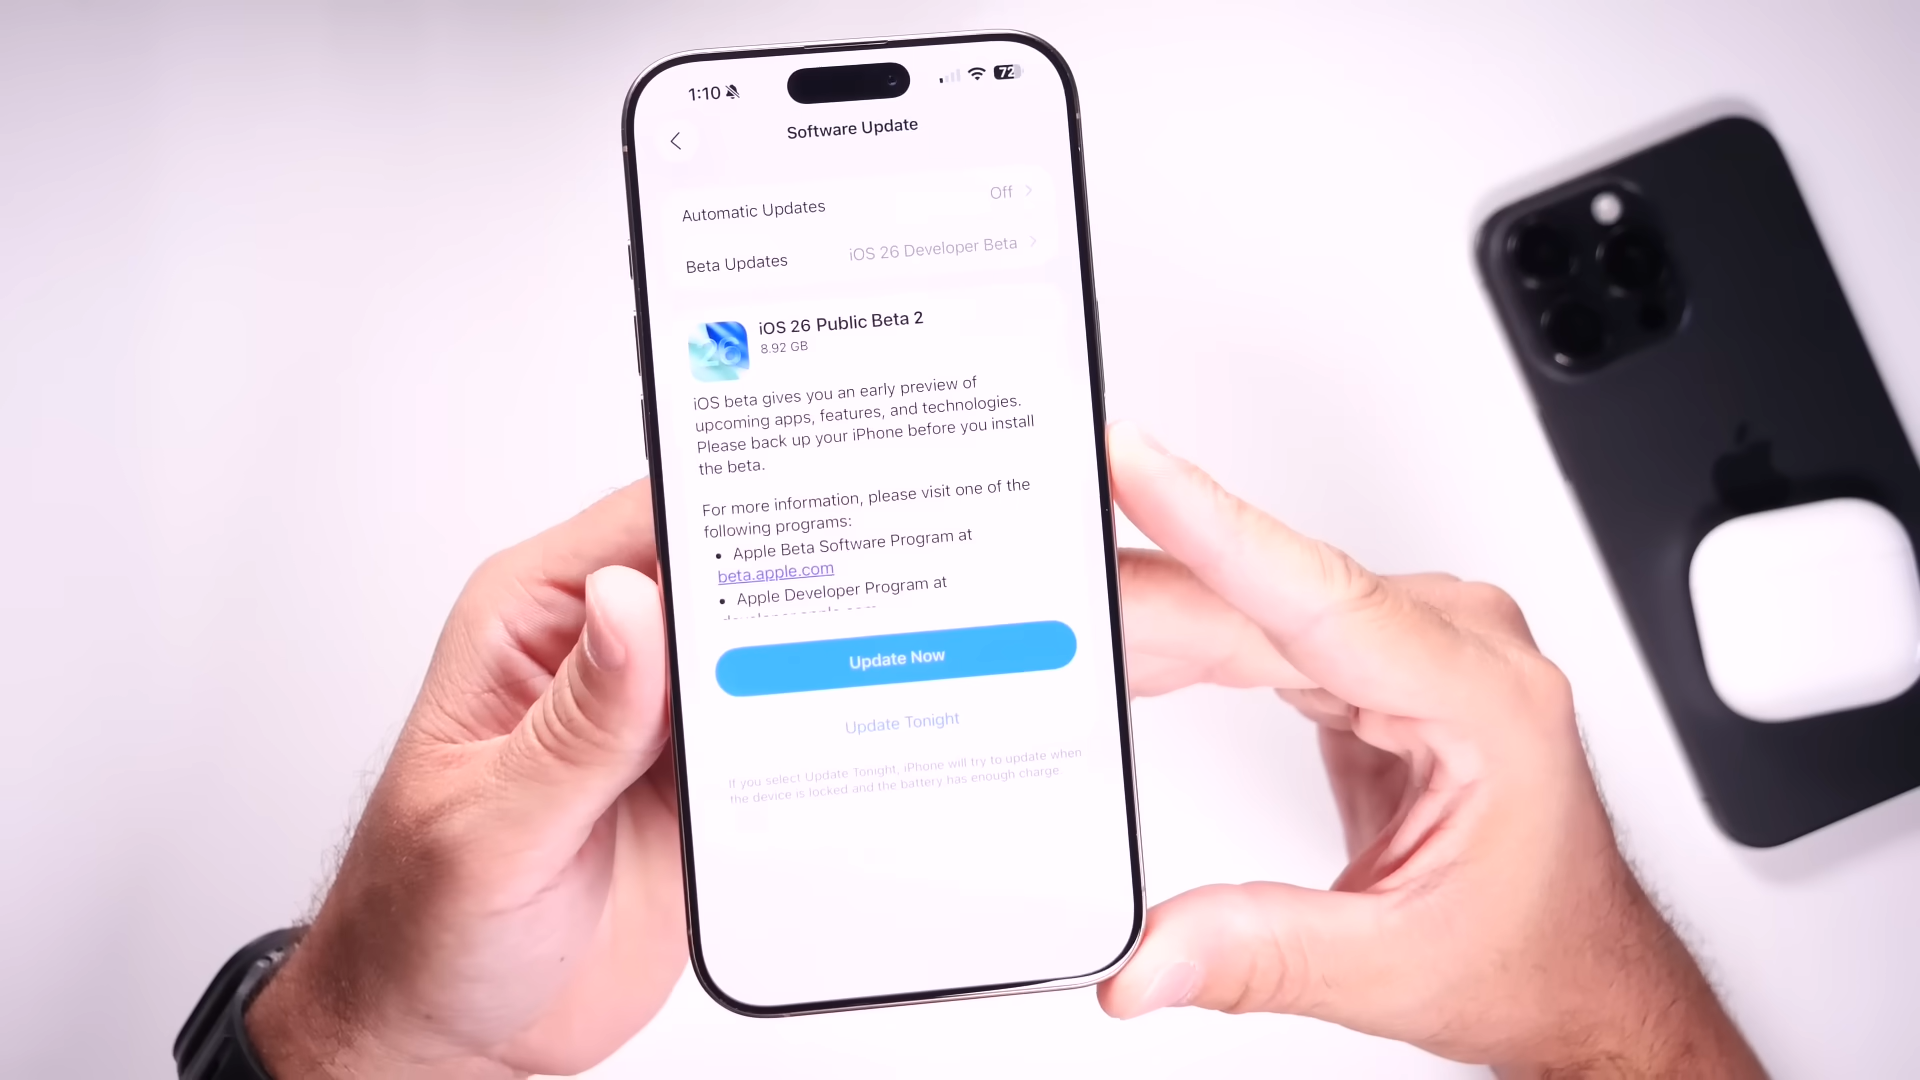 1:10
72
Software Update
Automatic Updates Off
Beta Updates iOS 26 Developer Beta
26
iOS 26 Public Beta 2
8.92 GB
iOS beta gives you an early preview of
upcoming apps, features, and technologies.
Please back up your iPhone before you install
the beta.
For more information, please visit one of the
following programs:
• Apple Beta Software Program at
beta.apple.com
• Apple Developer Program at
developer.apple.com
Update Now
Update Tonight
If you select Update Tonight, iPhone will try to update when
the device is locked and the battery has enough charge.